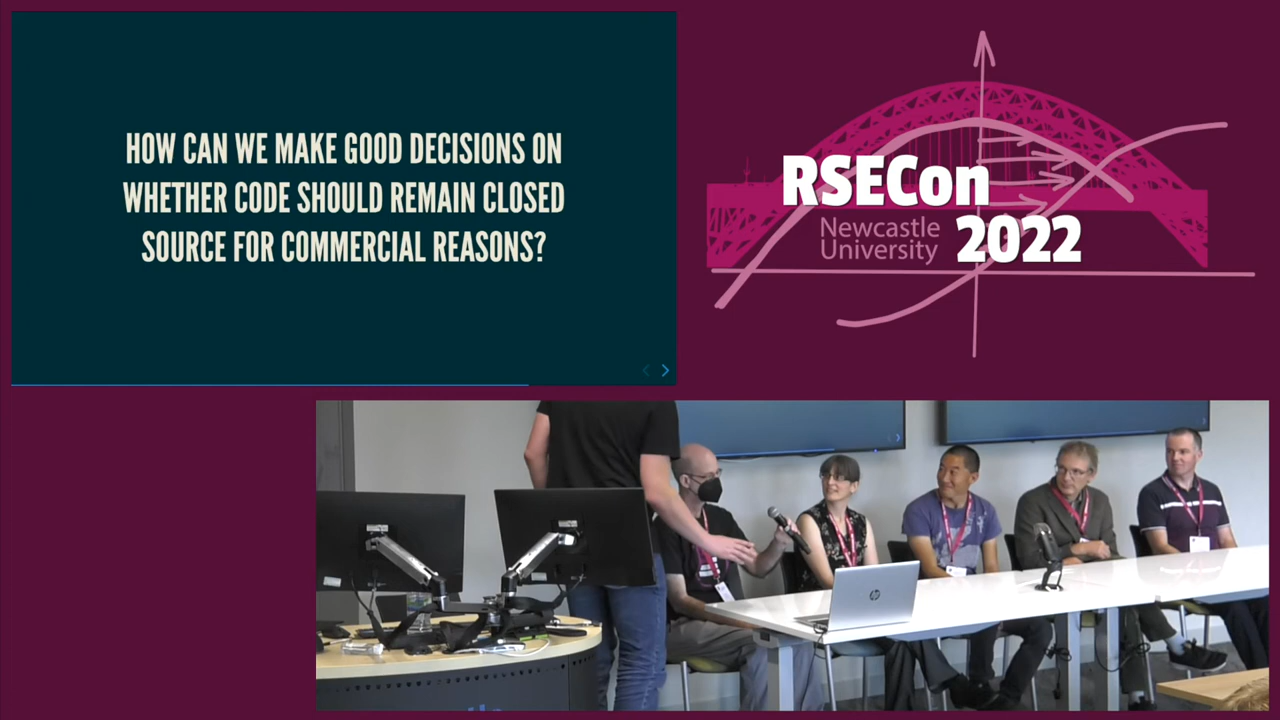 HOW CAN WE MAKE GOOD DECISIONS ON
WHETHER CODE SHOULD REMAIN CLOSED
SOURCE FOR COMMERCIAL REASONS?
RSECon
Newcastle
University
2022
hp